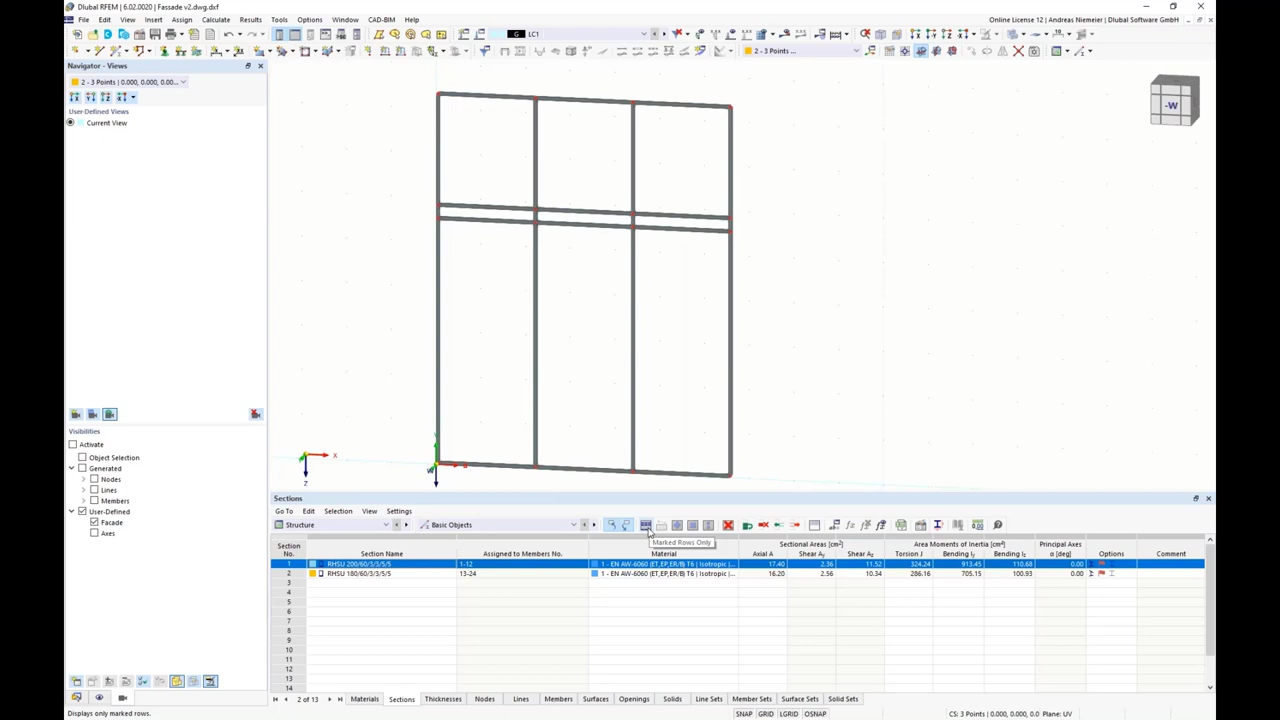 Dlubal RFEM | 6.02.0020 | Fassade v2.dwg.dxf
File Edit View Insert Assign Calculate Results Tools Options Window CAD-BIM Help
Online License 12 | Andreas Niemeier | Dlubal Software GmbH
G LC1
2 - 3 Points ...
Navigator - Views
2 - 3 Points | 0.000, 0.000, 0.00...
User-Defined Views
Current View
-W
Visibilities
Activate
Object Selection
Generated
Nodes
Lines
Members
User-Defined
Facade
Axes
X
Z
W
Sections
Go To Edit Selection View Settings
Structure
Basic Objects
Marked Rows Only
Section No. Section Name Assigned to Members No. Material Sectional Areas [cm²] Axial A Shear Ay Shear Az Area Moments of Inertia [cm⁴] Torsion J Bending Iy Bending Iz Principal Axes α [deg] Options Comment
1 RHSU 200/60/3/3/5/5 1-12 1 - EN AW-6060 (ET,EP,ER/B) T6 | Isotropic |... 17.40 2.36 11.52 324.24 913.45 110.68 0.00
2 RHSU 180/60/3/3/5/5 13-24 1 - EN AW-6060 (ET,EP,ER/B) T6 | Isotropic |... 16.20 2.56 10.34 286.16 705.15 100.93 0.00
3
4
5
6
7
8
9
10
11
12
13
14
2 of 13 Materials Sections Thicknesses Nodes Lines Members Surfaces Openings Solids Line Sets Member Sets Surface Sets Solid Sets
Displays only marked rows.
SNAP GRID LGRID OSNAP
CS: 3 Points, 0.000, 0.000, 0.0 Plane: UV